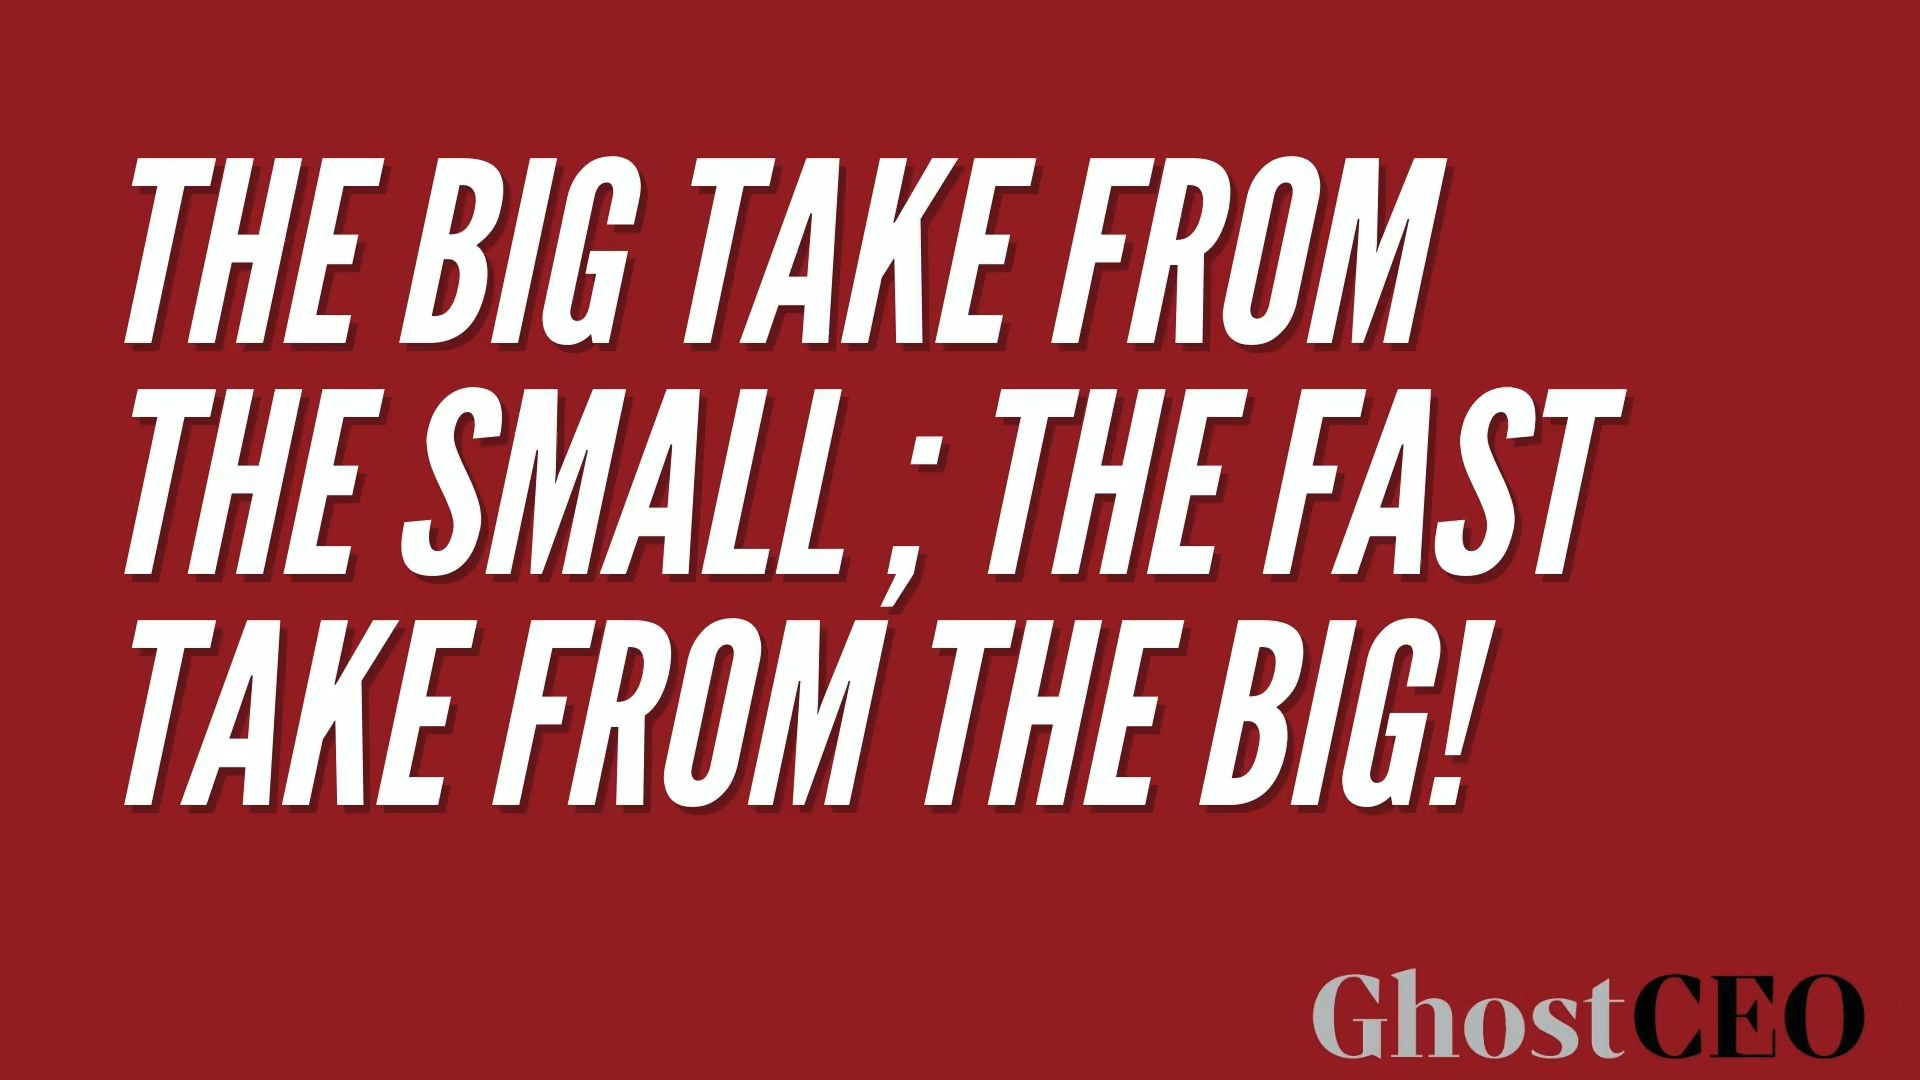 THE BIG TAKE FROM
THE SMALL ; THE FAST
TAKE FROM THE BIG!
GhostCEO